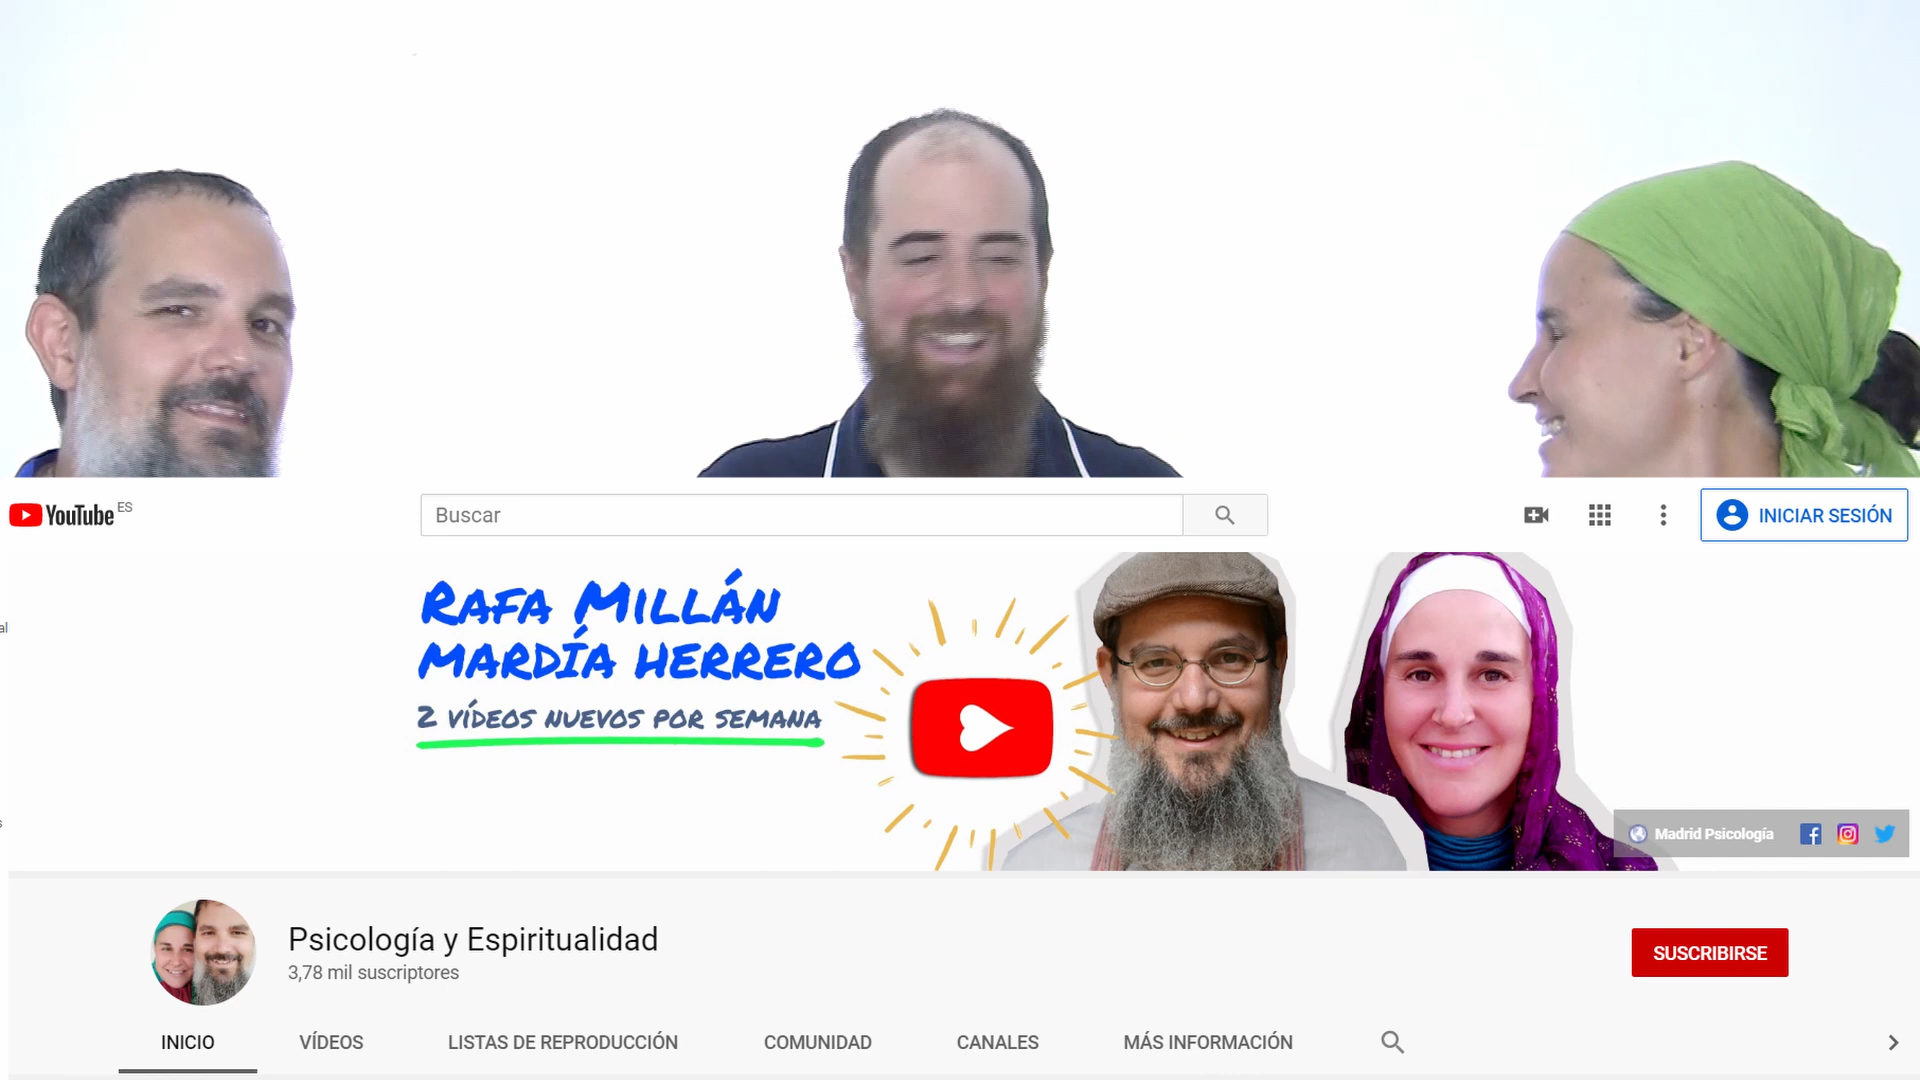 YouTube ES
Buscar
INICIAR SESIÓN
RAFA MILLÁN
MARDÍA HERRERO
2 VÍDEOS NUEVOS POR SEMANA
al
s
Madrid Psicología
Psicología y Espiritualidad
3,78 mil suscriptores
SUSCRIBIRSE
INICIO VÍDEOS LISTAS DE REPRODUCCIÓN COMUNIDAD CANALES MÁS INFORMACIÓN